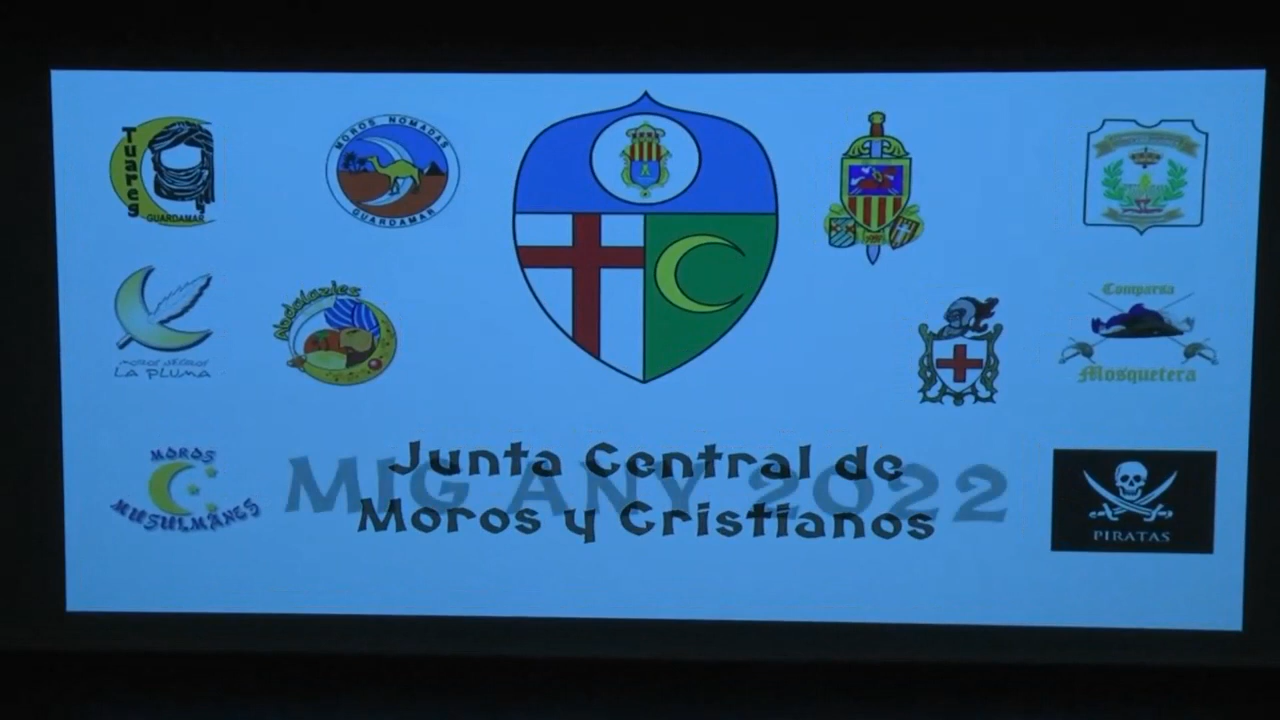 Tuareg
GUARDAMAR
MOROS NOMADAS
GUARDAMAR
LA PLUMA
Abdelazies
Comparsa
Mosquetera
MOROS
MUSULMANES
MIG ANY 2022
Junta Central de
Moros y Cristianos
PIRATAS